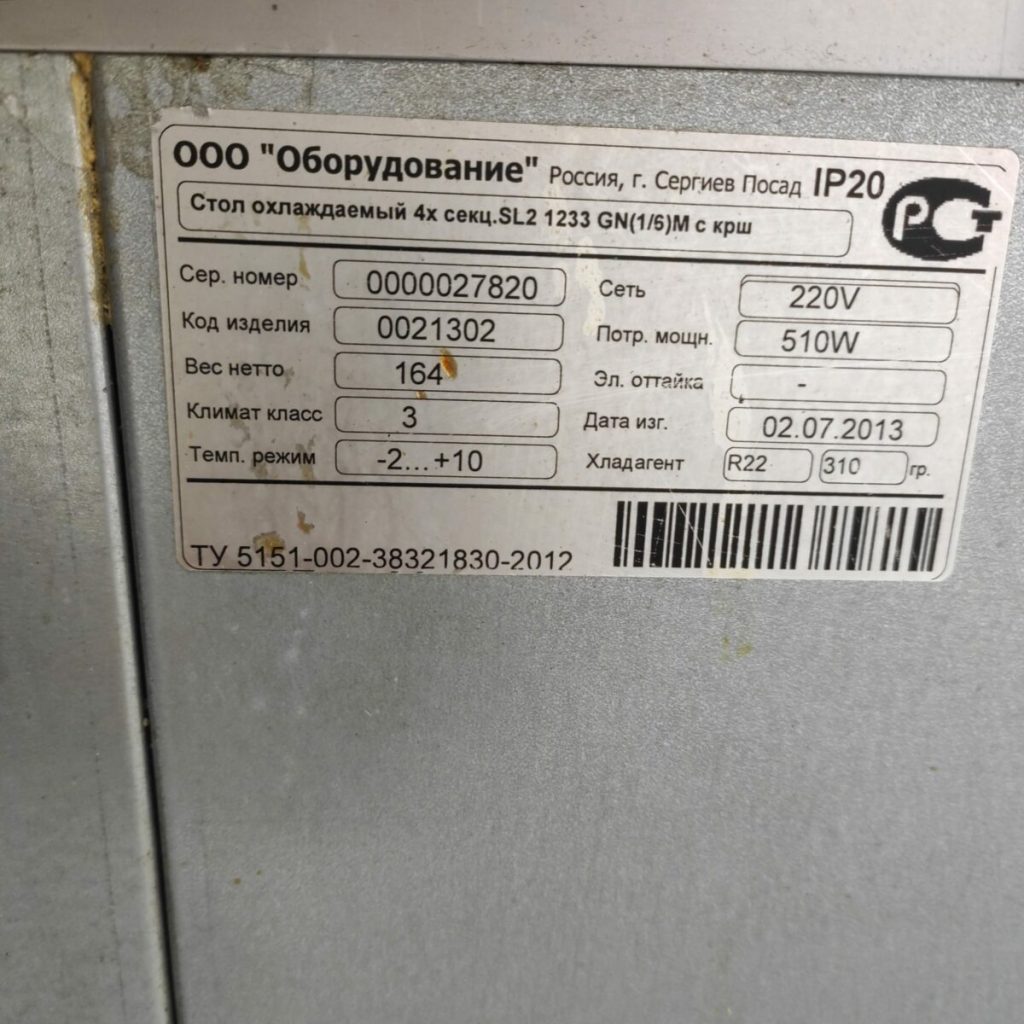 ООО "Оборудование" Россия, г. Сергиев Посад IP20
РСТ
Стол охлаждаемый 4х секц.SL2 1233 GN(1/6)М с крш
Сер. номер 0000027820 Сеть 220V
Код изделия 0021302 Потр. мощн. 510W
Вес нетто 164 Эл. оттайка -
Климат класс 3 Дата изг. 02.07.2013
Темп. режим -2...+10 Хладагент R22 310 гр.
ТУ 5151-002-38321830-2012